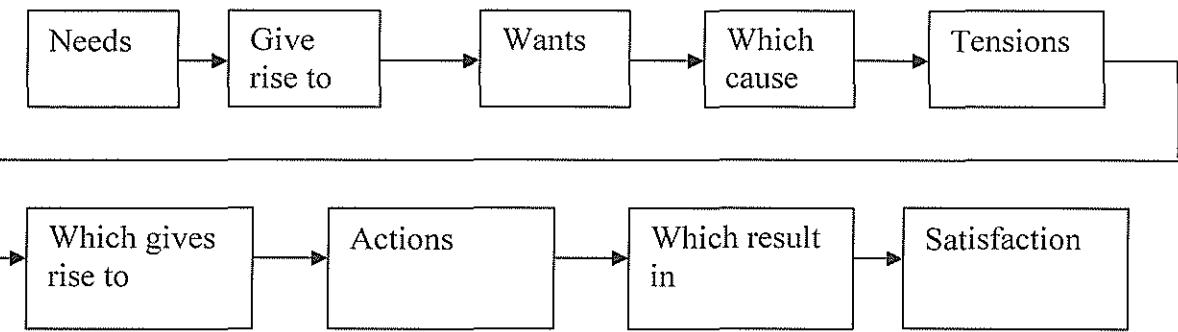 Needs
Give
rise to
Wants
Which
cause
Tensions
Which gives
rise to
Actions
Which result
in
Satisfaction